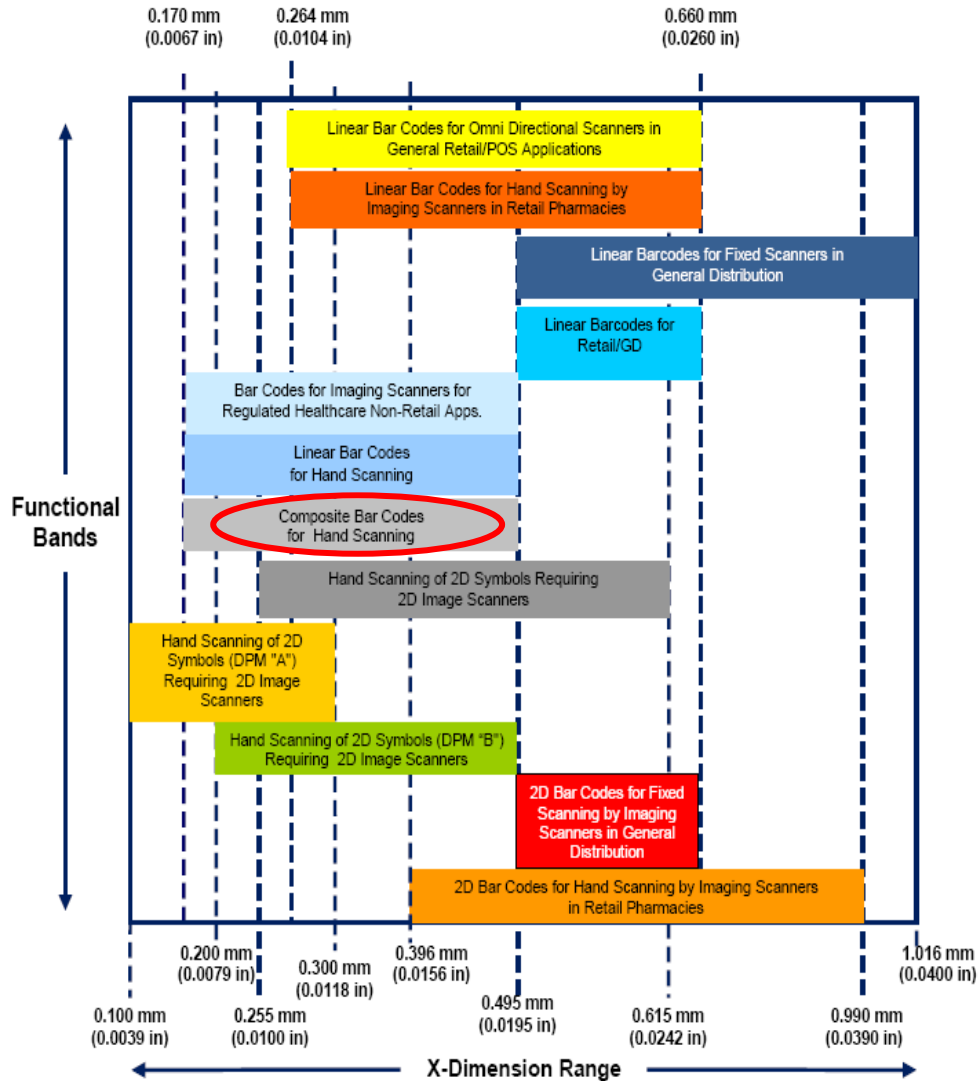 0.170 mm
(0.0067 in)
0.264 mm
(0.0104 in)
0.660 mm
(0.0260 in)
Linear Bar Codes for Omni Directional Scanners in
General Retail/POS Applications
Linear Bar Codes for Hand Scanning by
Imaging Scanners in Retail Pharmacies
Linear Barcodes for Fixed Scanners in
General Distribution
Linear Barcodes for
Retail/GD
Bar Codes for Imaging Scanners for
Regulated Healthcare Non-Retail Apps.
Linear Bar Codes
for Hand Scanning
Functional
Bands
Composite Bar Codes
for Hand Scanning
Hand Scanning of 2D Symbols Requiring
2D Image Scanners
Hand Scanning of 2D
Symbols (DPM "A")
Requiring 2D Image
Scanners
Hand Scanning of 2D Symbols (DPM "B")
Requiring 2D Image Scanners
2D Bar Codes for Fixed
Scanning by Imaging
Scanners in General
Distribution
2D Bar Codes for Hand Scanning by Imaging Scanners
in Retail Pharmacies
0.200 mm
(0.0079 in)
0.300 mm
(0.0118 in)
0.396 mm
(0.0156 in)
1.016 mm
(0.0400 in)
0.100 mm
(0.0039 in)
0.255 mm
(0.0100 in)
0.495 mm
(0.0195 in)
0.615 mm
(0.0242 in)
0.990 mm
(0.0390 in)
X-Dimension Range